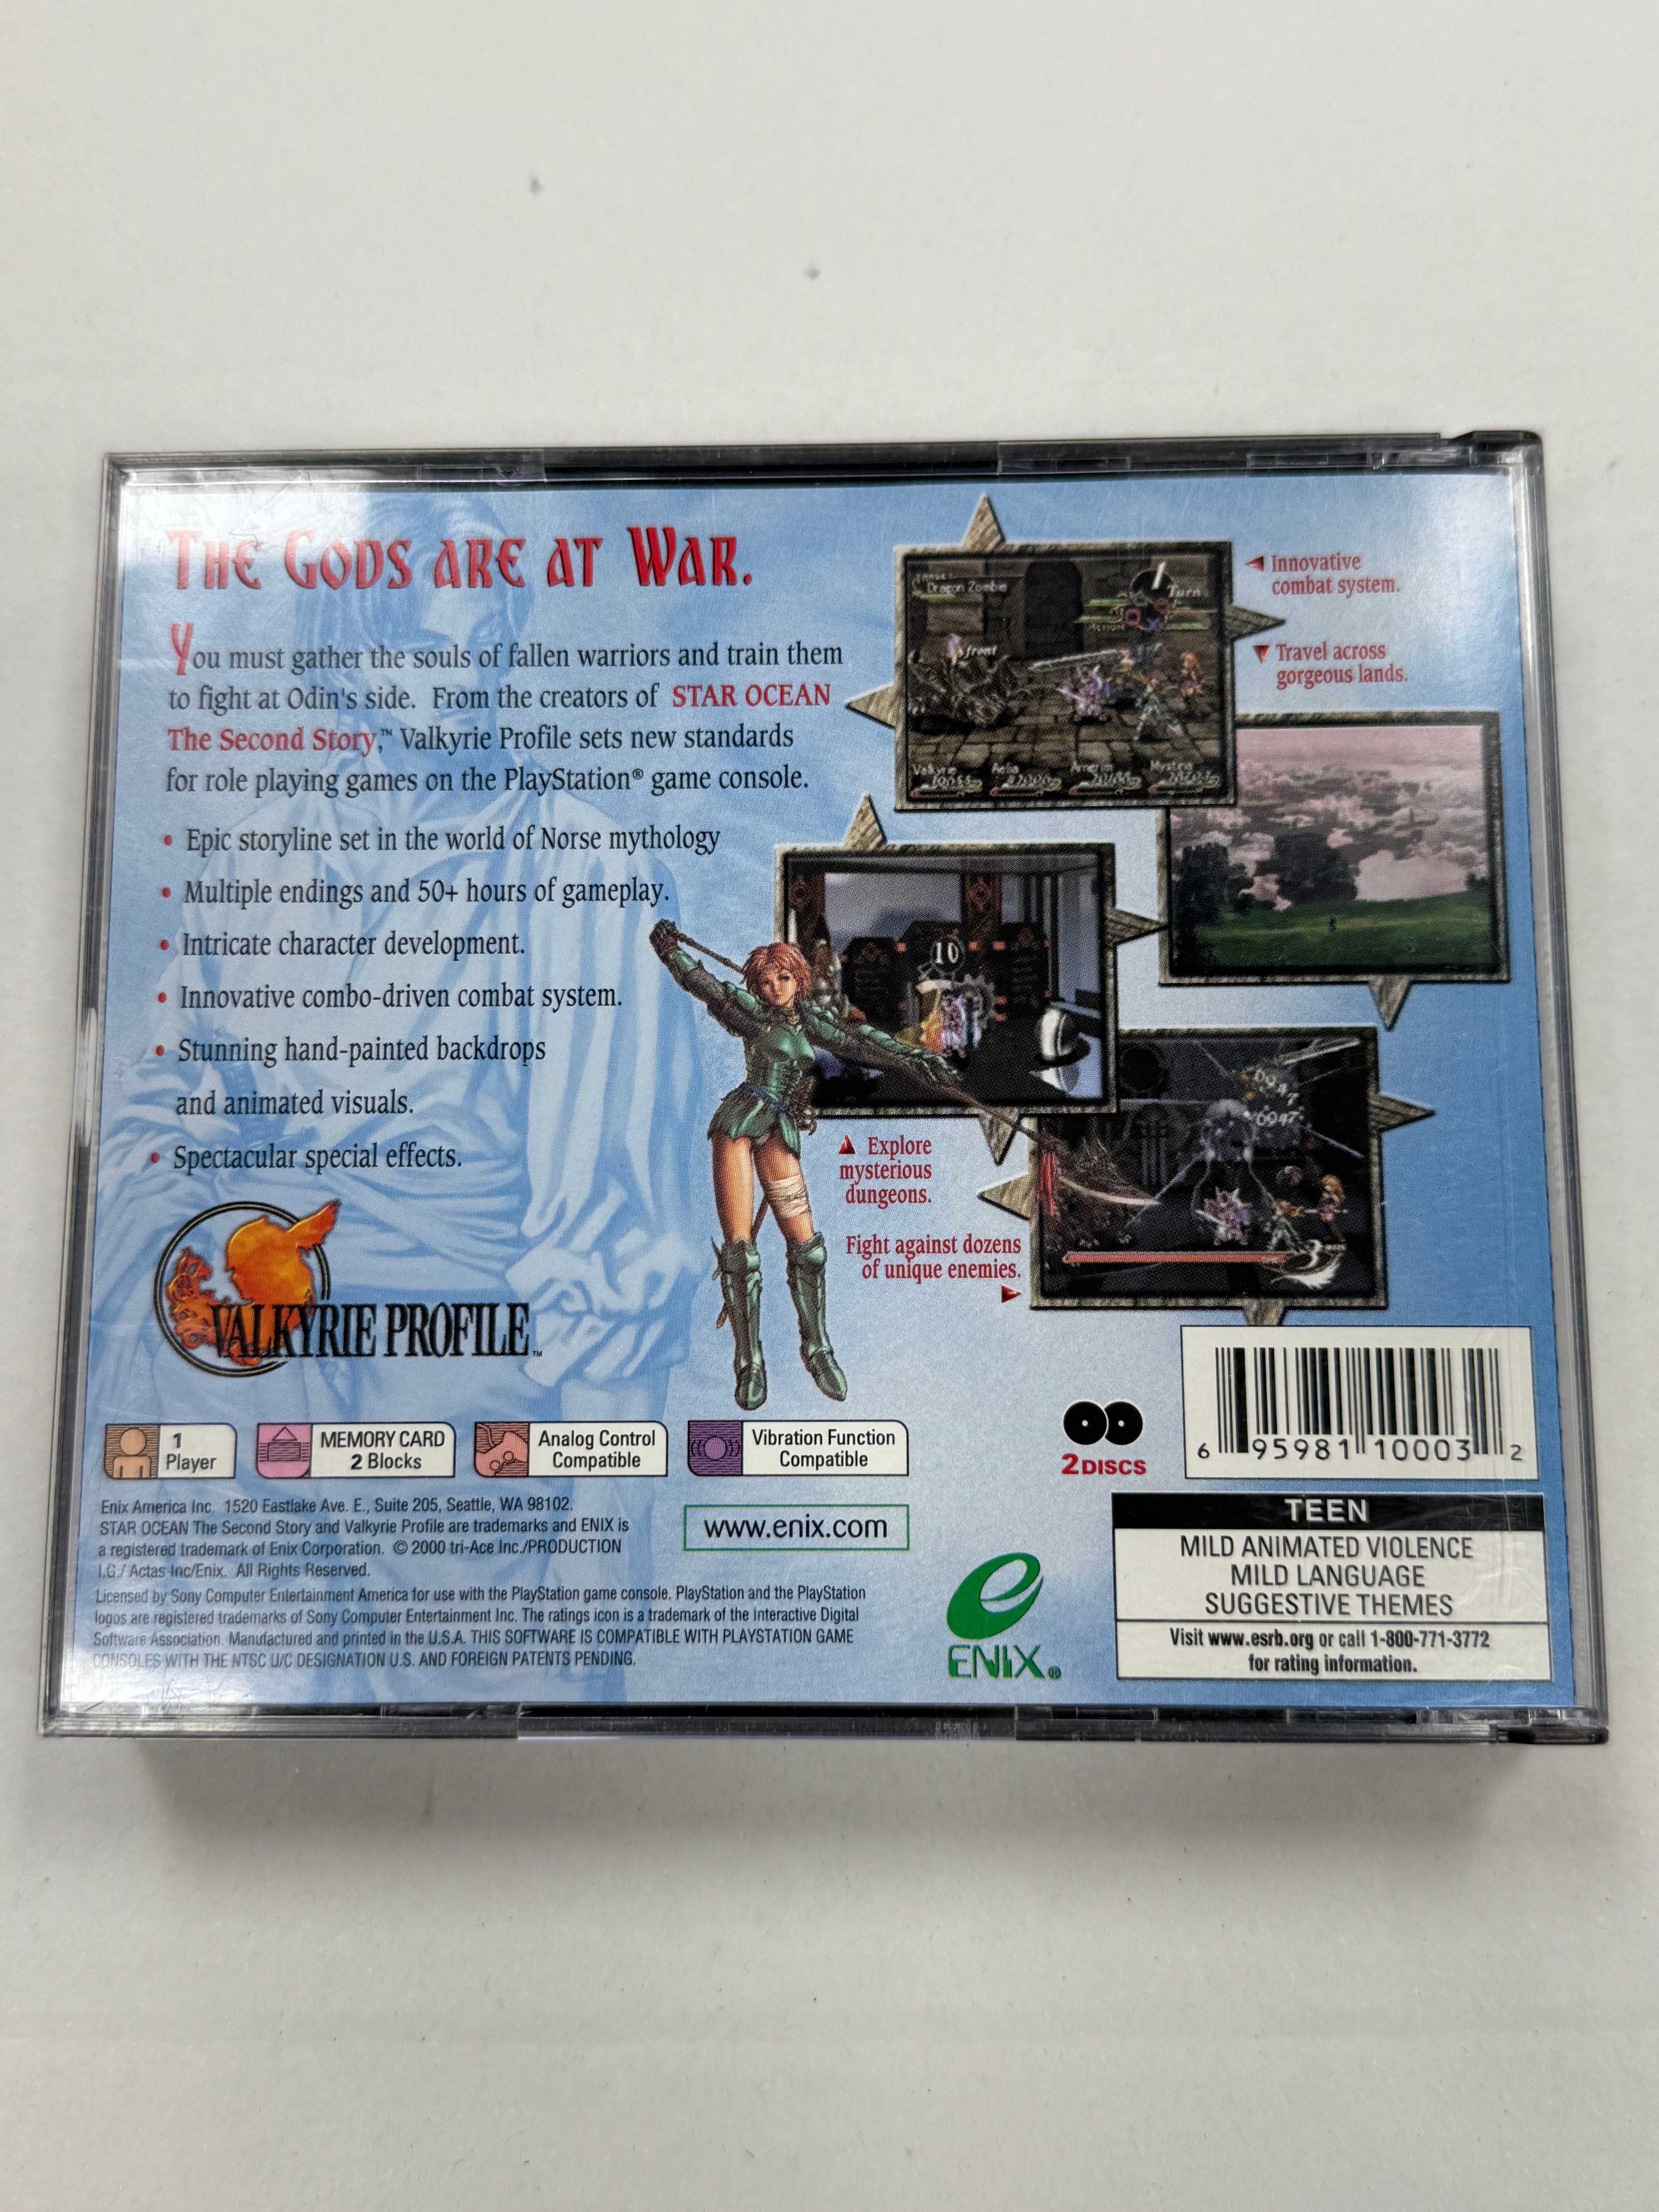 THE GODS ARE AT WAR.
You must gather the souls of fallen warriors and train them
to fight at Odin's side. From the creators of STAR OCEAN
The Second Story,™ Valkyrie Profile sets new standards
for role playing games on the PlayStation® game console.
• Epic storyline set in the world of Norse mythology
• Multiple endings and 50+ hours of gameplay.
• Intricate character development.
• Innovative combo-driven combat system.
• Stunning hand-painted backdrops
and animated visuals.
• Spectacular special effects.
Dragon Zombie
1 Turn
front
Valkyrie
◄ Innovative
combat system.
▼ Travel across
gorgeous lands.
10
▲ Explore
mysterious
dungeons.
6947
Fight against dozens
of unique enemies.
►
VALKYRIE PROFILE™
1
Player
MEMORY CARD
2 Blocks
Analog Control
Compatible
Vibration Function
Compatible
2 DISCS
6 95981 10003 2
Enix America Inc. 1520 Eastlake Ave. E., Suite 205, Seattle, WA 98102.
STAR OCEAN The Second Story and Valkyrie Profile are trademarks and ENIX is
a registered trademark of Enix Corporation. © 2000 tri-Ace Inc./PRODUCTION
I.G./ Actas Inc/Enix. All Rights Reserved.
Licensed by Sony Computer Entertainment America for use with the PlayStation game console. PlayStation and the PlayStation
logos are registered trademarks of Sony Computer Entertainment Inc. The ratings icon is a trademark of the Interactive Digital
Software Association. Manufactured and printed in the U.S.A. THIS SOFTWARE IS COMPATIBLE WITH PLAYSTATION GAME
CONSOLES WITH THE NTSC U/C DESIGNATION U.S. AND FOREIGN PATENTS PENDING.
www.enix.com
ENIX®
TEEN
MILD ANIMATED VIOLENCE
MILD LANGUAGE
SUGGESTIVE THEMES
Visit www.esrb.org or call 1-800-771-3772
for rating information.